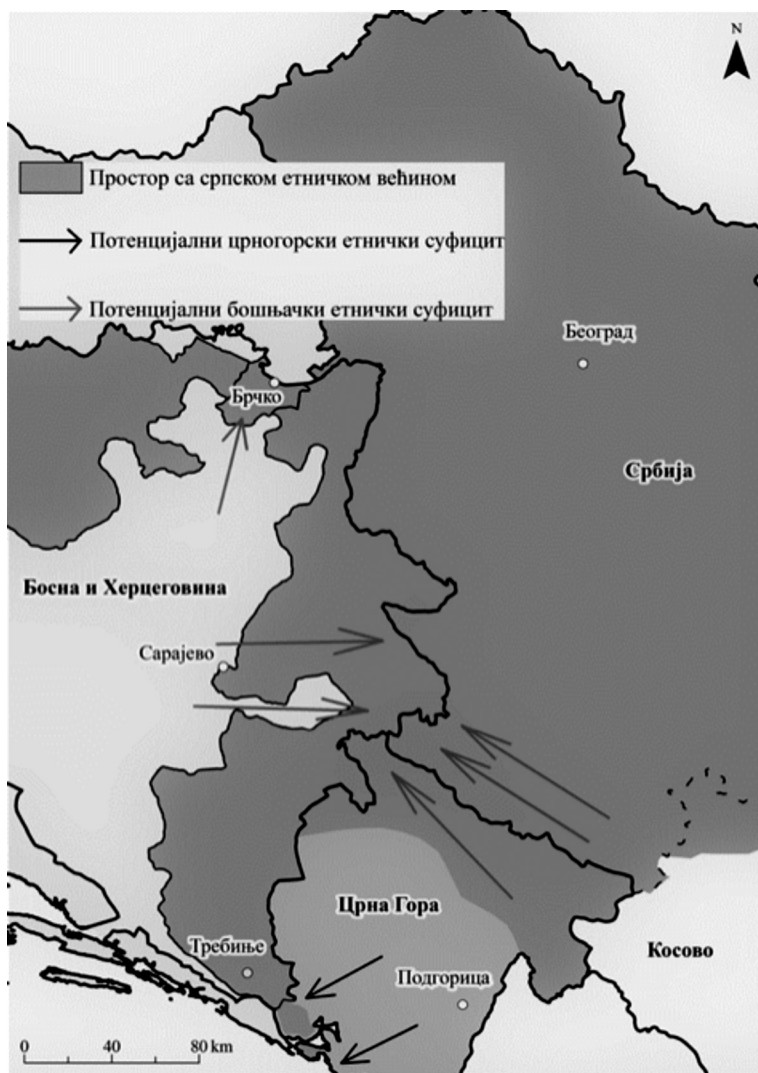 N
Простор са српском етничком већином
Потенцијални црногорски етнички суфицит
Потенцијални бошњачки етнички суфицит
Београд
Брчко
Србија
Босна и Херцеговина
Сарајево
Црна Гора
Косово
Требиње
Подгорица
0 40 80 km